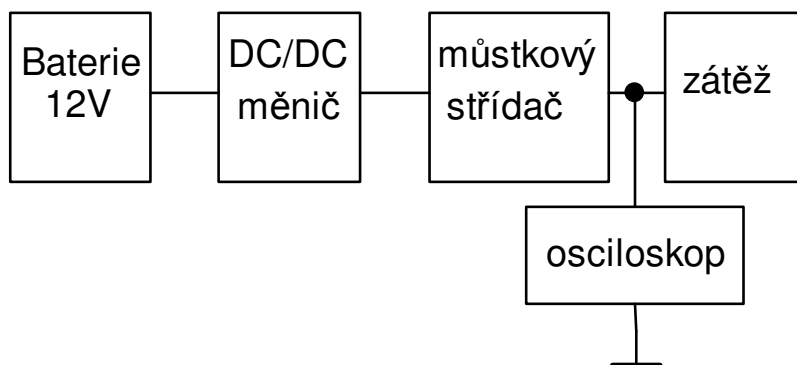 Baterie
12V
DC/DC
měnič
můstkový
střídač
zátěž
osciloskop